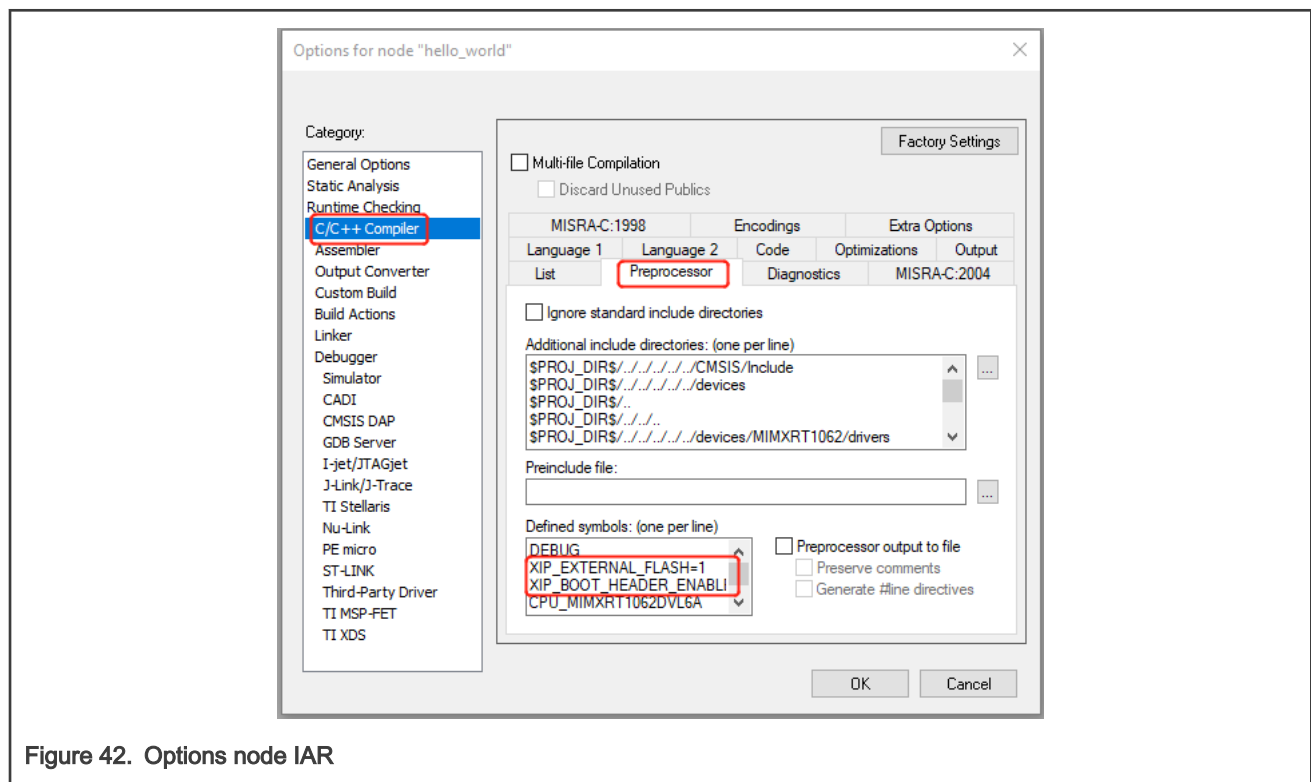 Options for node "hello_world"
Category:
General Options
Static Analysis
Runtime Checking
C/C++ Compiler
Assembler
Output Converter
Custom Build
Build Actions
Linker
Debugger
Simulator
CADI
CMSIS DAP
GDB Server
I-jet/JTAGjet
J-Link/J-Trace
TI Stellaris
Nu-Link
PE micro
ST-LINK
Third-Party Driver
TI MSP-FET
TI XDS
Factory Settings
Multi-file Compilation
Discard Unused Publics
MISRA-C:1998 Encodings Extra Options
Language 1 Language 2 Code Optimizations Output
List Preprocessor Diagnostics MISRA-C:2004
Ignore standard include directories
Additional include directories: (one per line)
$PROJ_DIR$/../../../../../../CMSIS/Include
$PROJ_DIR$/../../../../../../devices
$PROJ_DIR$/..
$PROJ_DIR$/../../..
$PROJ_DIR$/../../../../../../devices/MIMXRT1062/drivers
...
Preinclude file:
...
Defined symbols: (one per line)
DEBUG
XIP_EXTERNAL_FLASH=1
XIP_BOOT_HEADER_ENABLI
CPU_MIMXRT1062DVL6A
Preprocessor output to file
Preserve comments
Generate #line directives
OK Cancel
Figure 42. Options node IAR